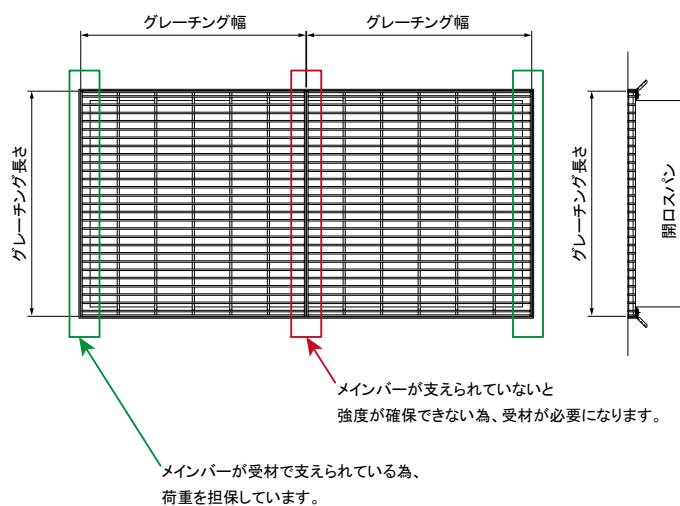 グレーチング幅
グレーチング幅
グレーチング長さ
グレーチング長さ
開口スパン
メインバーが支えられていないと
強度が確保できない為、受材が必要になります。
メインバーが受材で支えられている為、
荷重を担保しています。